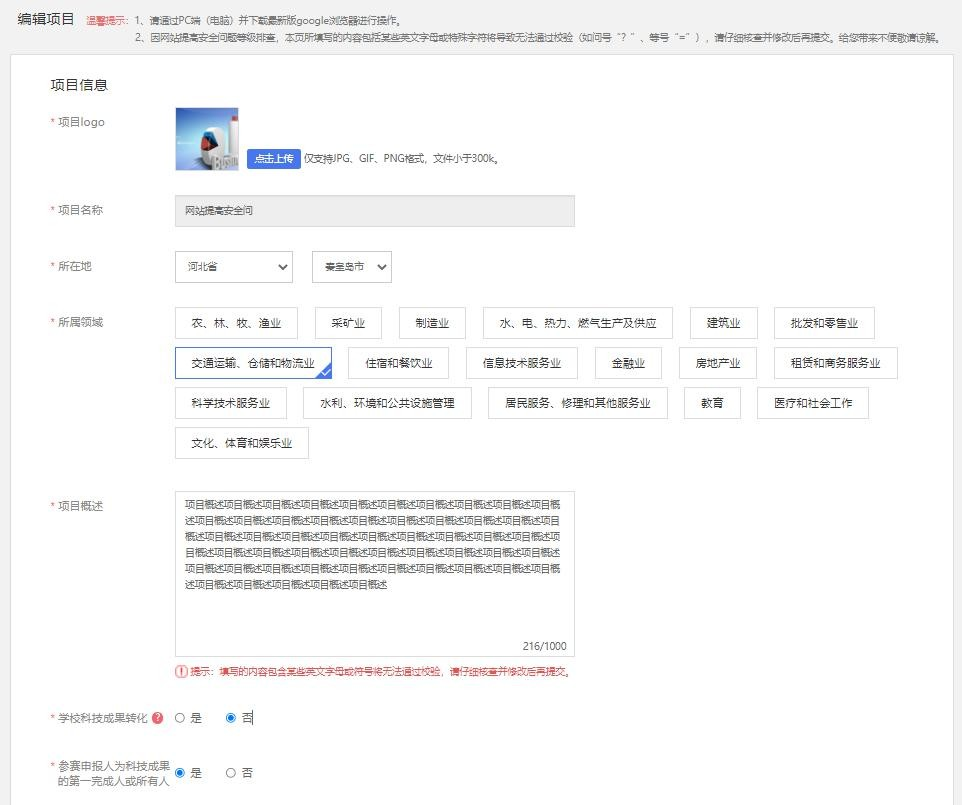 编辑项目 温馨提示：1、请通过PC端（电脑）并下载最新版google浏览器进行操作。
2、因网站提高安全问题等级排查，本页所填写的内容包括某些英文字母或特殊字符将导致无法通过校验（如问号“？”、等号“=”），请仔细核查并修改后再提交。给您带来不便敬请谅解。
项目信息
* 项目logo
点击上传 仅支持JPG、GIF、PNG格式，文件小于300k。
* 项目名称 网站提高安全问
* 所在地 河北省 秦皇岛市
* 所属领域 农、林、牧、渔业 采矿业 制造业 水、电、热力、燃气生产及供应 建筑业 批发和零售业
交通运输、仓储和物流业 住宿和餐饮业 信息技术服务业 金融业 房地产业 租赁和商务服务业
科学技术服务业 水利、环境和公共设施管理 居民服务、修理和其他服务业 教育 医疗和社会工作
文化、体育和娱乐业
* 项目概述 项目概述项目概述项目概述项目概述项目概述项目概述项目概述项目概述项目概述项目概
述项目概述项目概述项目概述项目概述项目概述项目概述项目概述项目概述项目概述项目
概述项目概述项目概述项目概述项目概述项目概述项目概述项目概述项目概述项目概述项
目概述项目概述项目概述项目概述项目概述项目概述项目概述项目概述项目概述项目概述
项目概述项目概述项目概述项目概述项目概述项目概述项目概述项目概述项目概述项目概
述项目概述项目概述项目概述项目概述项目概述
216/1000
! 提示：填写的内容包含某些英文字母或符号将无法通过校验，请仔细核查并修改后再提交。
* 学校科技成果转化 ? 是 否
* 参赛申报人为科技成果
的第一完成人或所有人 是 否